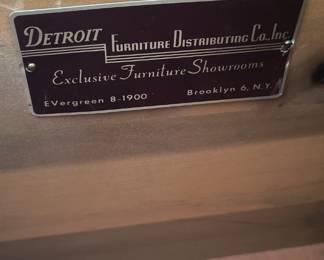 DETROIT FURNITURE DISTRIBUTING CO., INC.
Exclusive Furniture Showrooms
EVergreen 8-1900 Brooklyn 6, N.Y.